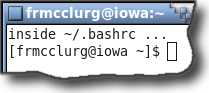 frmcclurg@iowa:~
inside ~/.bashrc ...
[frmcclurg@iowa ~]$